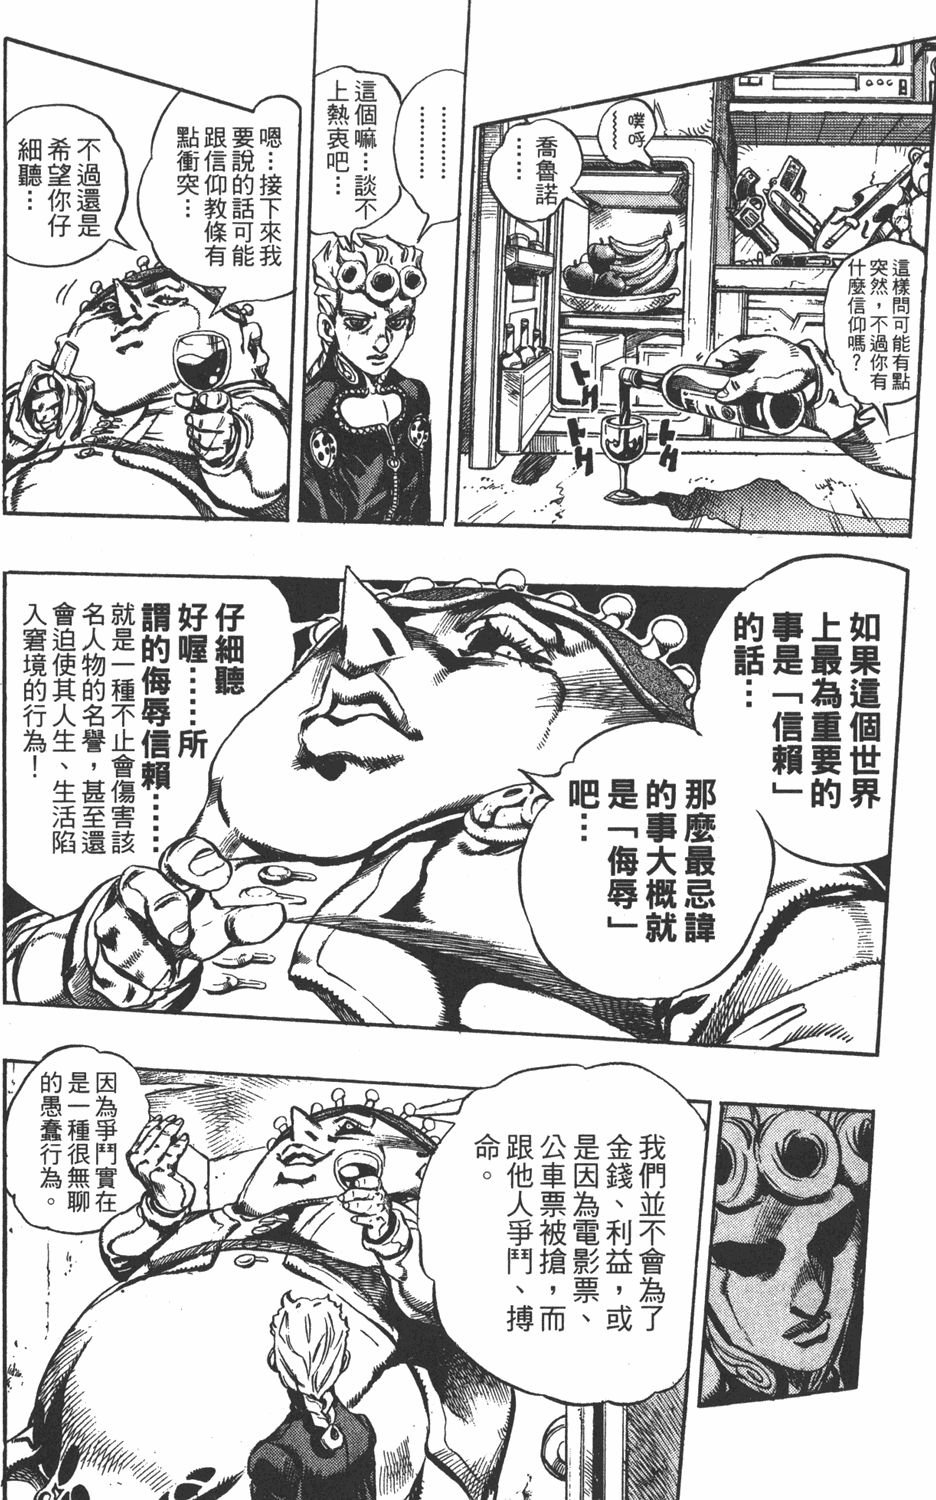 噗呼
喬魯諾
這樣問可能有點
突然，不過你有
什麼信仰嗎？
トク
トク
トク
…………
…………
這個嘛…談不
上熱衷吧…
嗯…接下來我
要說的話可能
跟信仰教條有
點衝突…
不過還是
希望你仔
細聽…
如果這個世界
上最為重要的
事是「信賴」
的話…
那麼最忌諱
的事大概就
是「侮辱」
吧…
仔細聽
好喔……所
謂的侮辱信賴……
就是一種不止會傷害該
名人物的名譽，甚至還
會迫使其人生、生活陷
入窘境的行為！
我們並不會為了
金錢、利益，或
是因為電影票、
公車票被搶，而
跟他人爭鬥、搏
命。
因為爭鬥實在
是一種很無聊
的愚蠢行為。